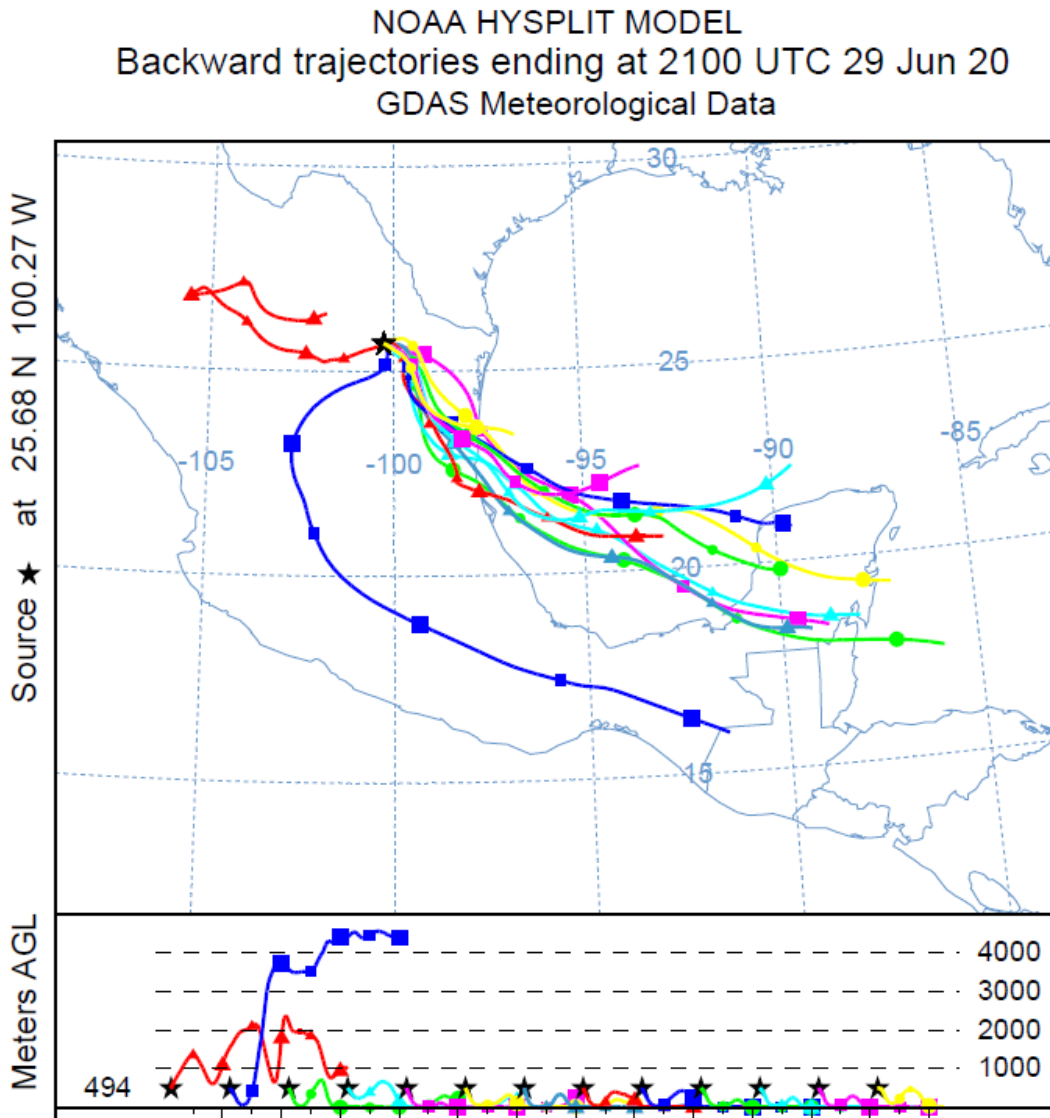 NOAA HYSPLIT MODEL
Backward trajectories ending at 2100 UTC 29 Jun 20
GDAS Meteorological Data
Source ★ at 25.68 N 100.27 W
30
25
-85
-90
-95
-100
-105
20
15
Meters AGL
4000
3000
2000
1000
494